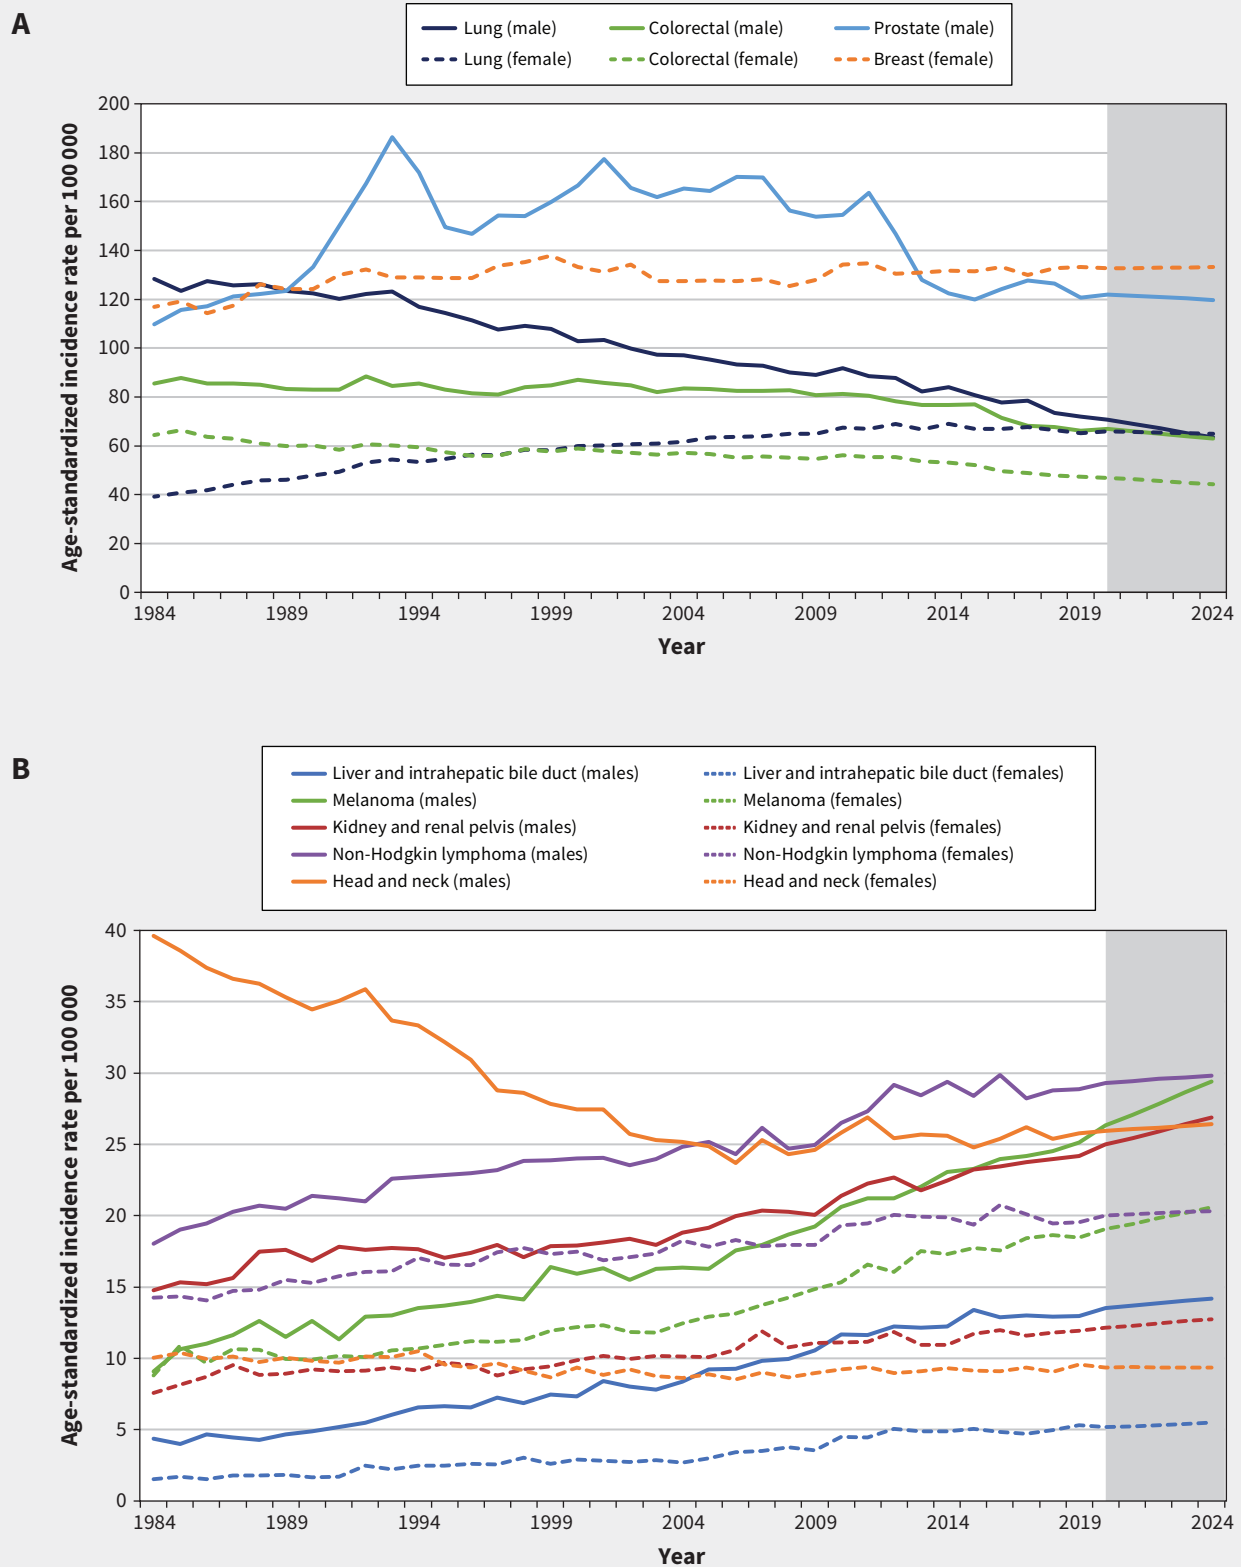 A
Lung (male) Colorectal (male) Prostate (male)
Lung (female) Colorectal (female) Breast (female)
Age-standardized incidence rate per 100 000
200
180
160
140
120
100
80
60
40
20
0
1984 1989 1994 1999 2004 2009 2014 2019 2024
Year
B
Liver and intrahepatic bile duct (males) Liver and intrahepatic bile duct (females)
Melanoma (males) Melanoma (females)
Kidney and renal pelvis (males) Kidney and renal pelvis (females)
Non-Hodgkin lymphoma (males) Non-Hodgkin lymphoma (females)
Head and neck (males) Head and neck (females)
Age-standardized incidence rate per 100 000
40
35
30
25
20
15
10
5
0
1984 1989 1994 1999 2004 2009 2014 2019 2024
Year